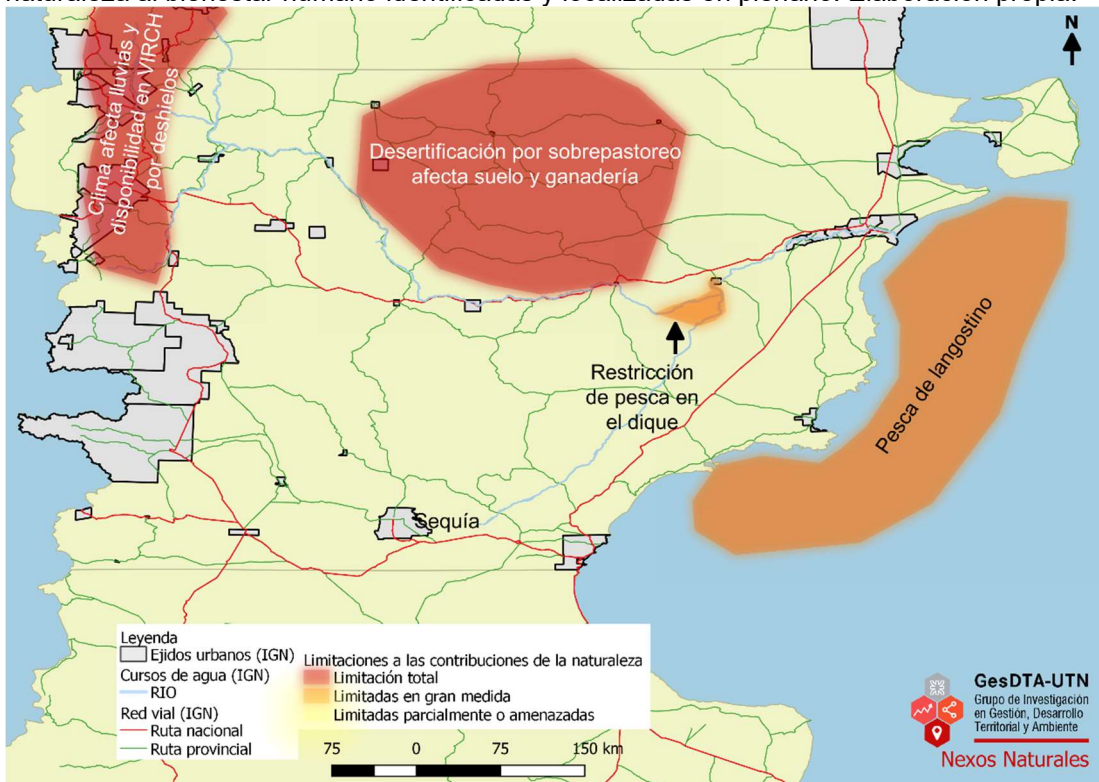 naturaleza al bienestar humano identificadas y localizadas en plenario. Elaboración propia.
N
Clima afecta lluvias y
disponibilidad en VIRCH
por deshielos
Desertificación por sobrepastoreo
afecta suelo y ganadería
Pesca de langostino
Restricción
de pesca en
el dique
Sequía
Leyenda
Ejidos urbanos (IGN)
Cursos de agua (IGN)
RIO
Red vial (IGN)
Ruta nacional
Ruta provincial
Limitaciones a las contribuciones de la naturaleza
Limitación total
Limitadas en gran medida
Limitadas parcialmente o amenazadas
75 0 75 150 km
GesDTA-UTN
Grupo de Investigación
en Gestión, Desarrollo
Territorial y Ambiente
Nexos Naturales